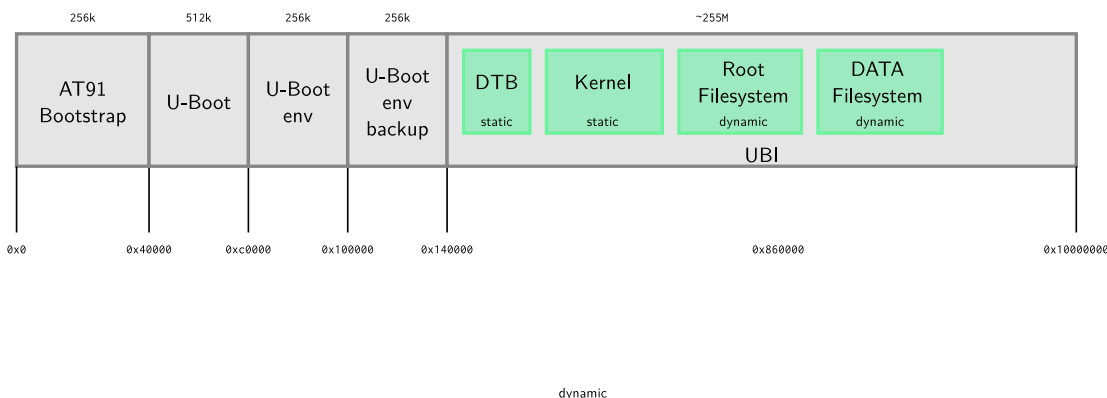 256k 512k 256k 256k ~255M
AT91
Bootstrap
U-Boot
U-Boot
env
U-Boot
env
backup
DTB
static
Kernel
static
Root
Filesystem
dynamic
DATA
Filesystem
dynamic
UBI
0x0 0x40000 0xc0000 0x100000 0x140000 0x860000 0x10000000
dynamic